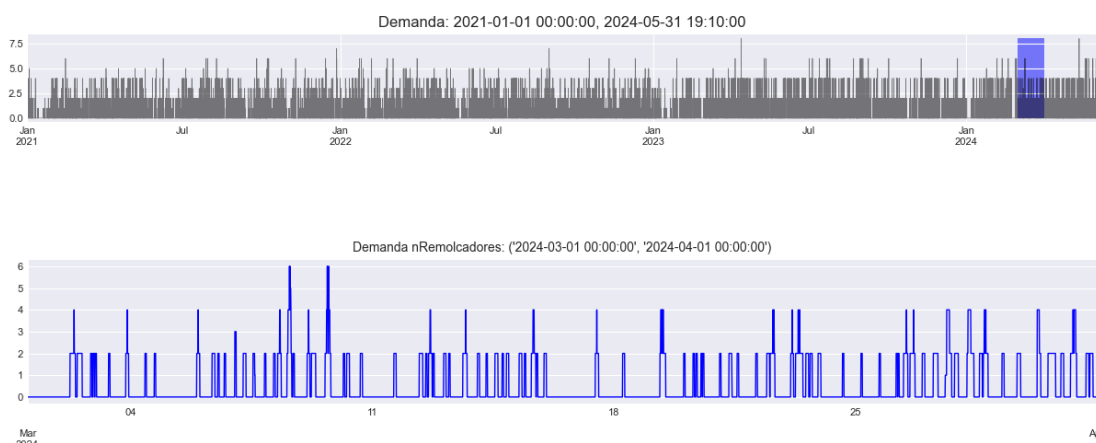 Demanda: 2021-01-01 00:00:00, 2024-05-31 19:10:00
7.5
5.0
2.5
0.0
Jan Jul Jan Jul Jan Jul Jan
2021 2022 2023 2024
Demanda nRemolcadores: ('2024-03-01 00:00:00', '2024-04-01 00:00:00')
6
5
4
3
2
1
0
04 11 18 25
Mar A
2024